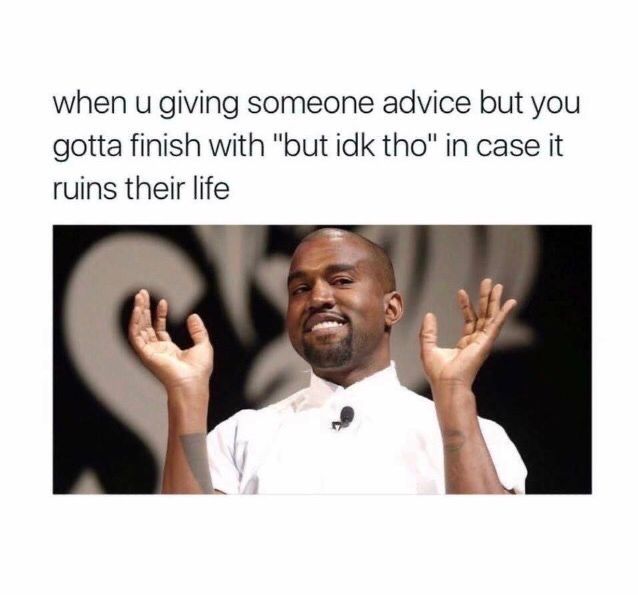 when u giving someone advice but you
gotta finish with "but idk tho" in case it
ruins their life